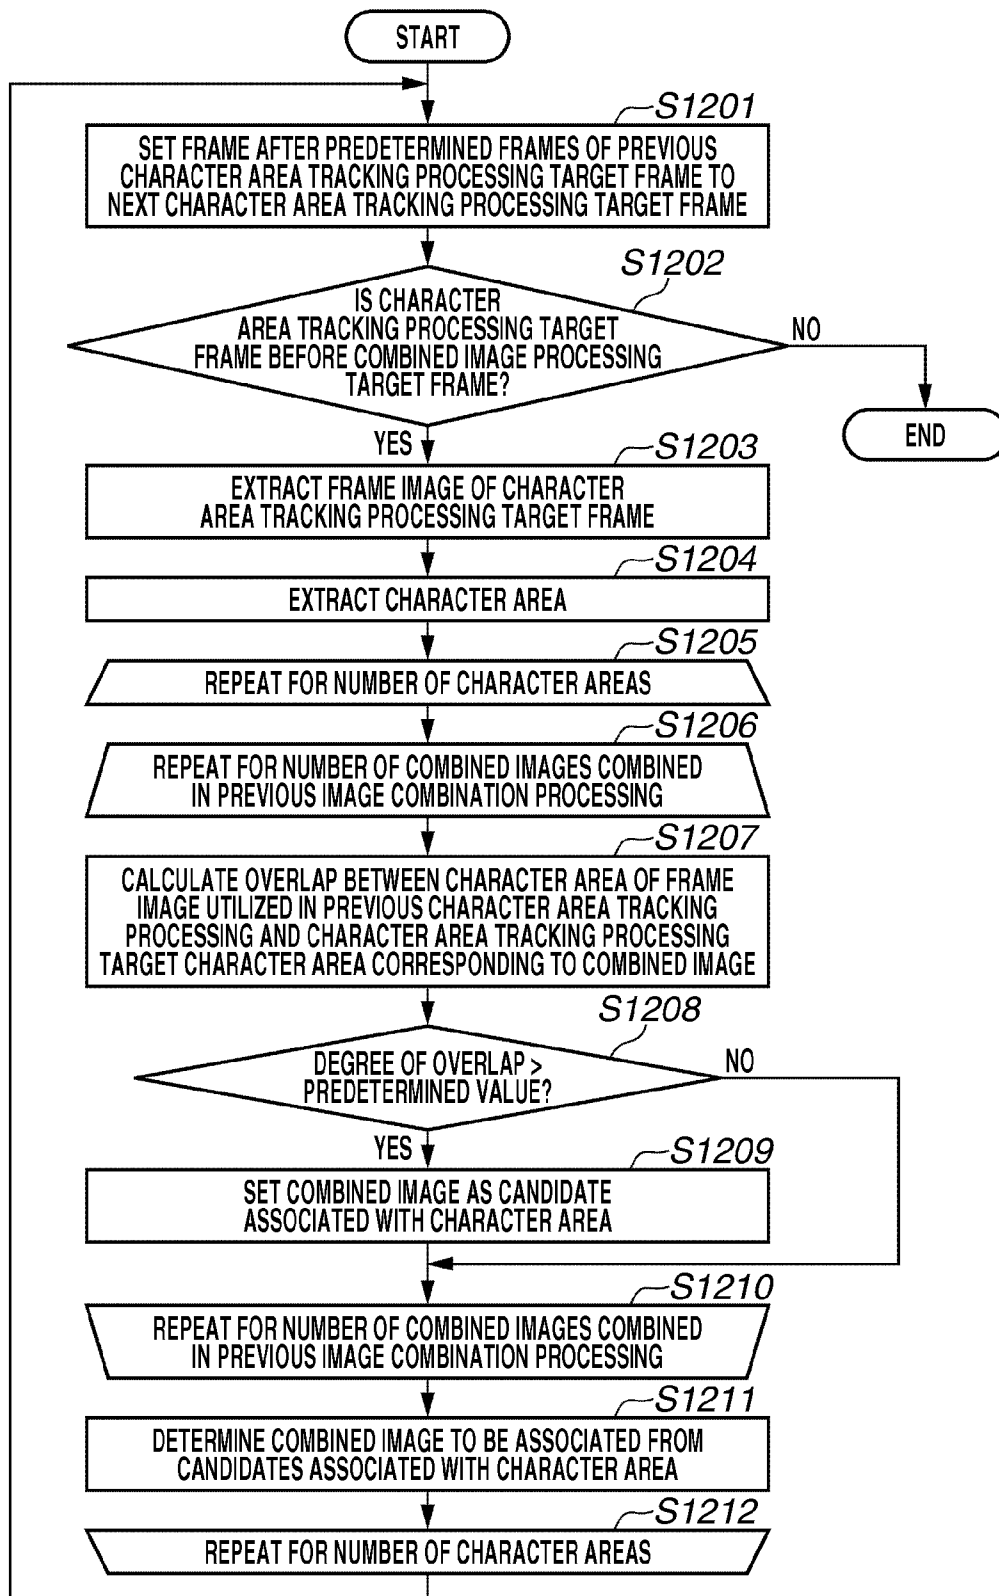 START
S1201
SET FRAME AFTER PREDETERMINED FRAMES OF PREVIOUS
CHARACTER AREA TRACKING PROCESSING TARGET FRAME TO
NEXT CHARACTER AREA TRACKING PROCESSING TARGET FRAME
S1202
IS CHARACTER
AREA TRACKING PROCESSING TARGET
FRAME BEFORE COMBINED IMAGE PROCESSING
TARGET FRAME?
NO
END
YES
S1203
EXTRACT FRAME IMAGE OF CHARACTER
AREA TRACKING PROCESSING TARGET FRAME
S1204
EXTRACT CHARACTER AREA
S1205
REPEAT FOR NUMBER OF CHARACTER AREAS
S1206
REPEAT FOR NUMBER OF COMBINED IMAGES COMBINED
IN PREVIOUS IMAGE COMBINATION PROCESSING
S1207
CALCULATE OVERLAP BETWEEN CHARACTER AREA OF FRAME
IMAGE UTILIZED IN PREVIOUS CHARACTER AREA TRACKING
PROCESSING AND CHARACTER AREA TRACKING PROCESSING
TARGET CHARACTER AREA CORRESPONDING TO COMBINED IMAGE
S1208
DEGREE OF OVERLAP >
PREDETERMINED VALUE?
NO
YES
S1209
SET COMBINED IMAGE AS CANDIDATE
ASSOCIATED WITH CHARACTER AREA
S1210
REPEAT FOR NUMBER OF COMBINED IMAGES COMBINED
IN PREVIOUS IMAGE COMBINATION PROCESSING
S1211
DETERMINE COMBINED IMAGE TO BE ASSOCIATED FROM
CANDIDATES ASSOCIATED WITH CHARACTER AREA
S1212
REPEAT FOR NUMBER OF CHARACTER AREAS